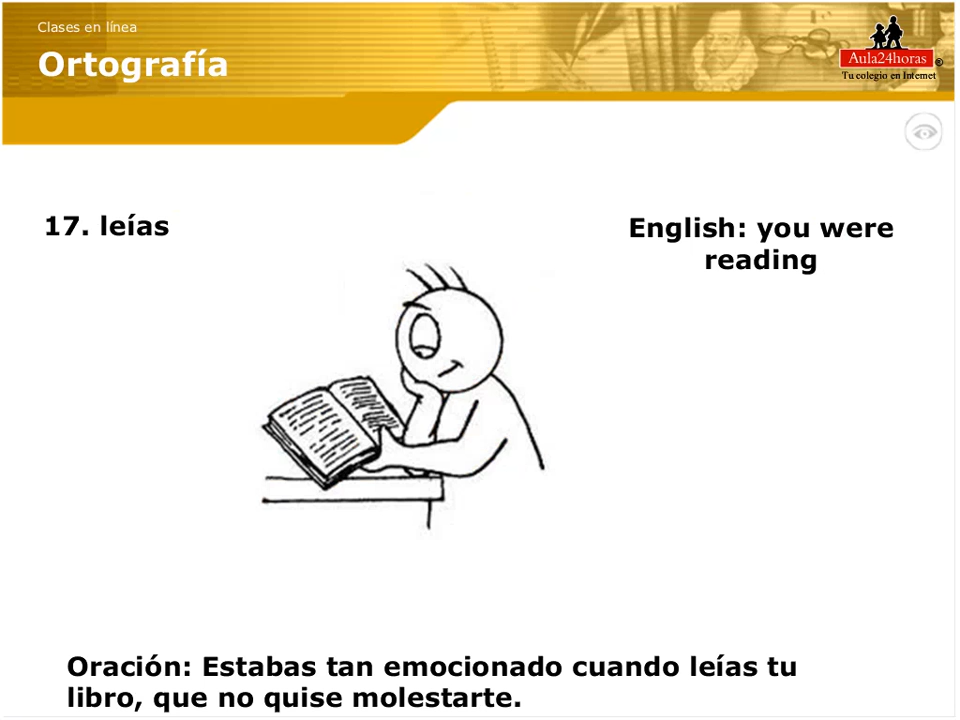 Clases en línea
Ortografía
Aula24horas
®
Tu colegio en Internet
17. leías
English: you were
reading
Oración: Estabas tan emocionado cuando leías tu
libro, que no quise molestarte.